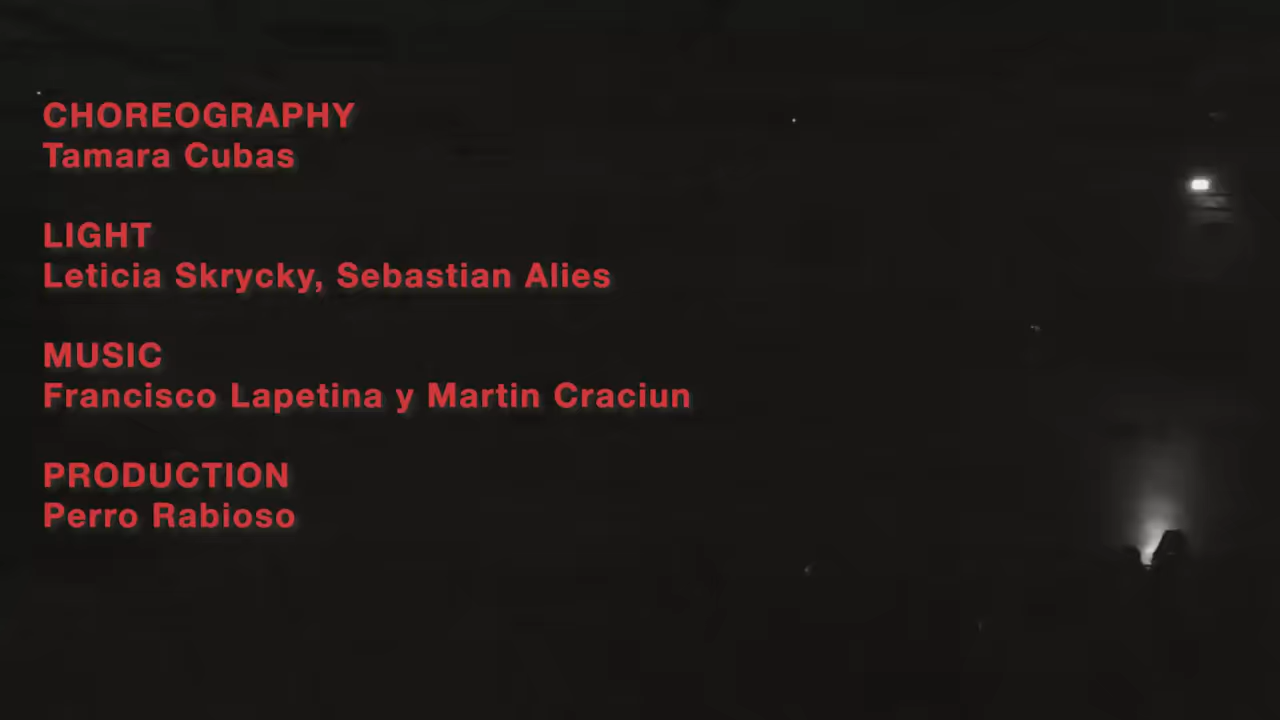 CHOREOGRAPHY
Tamara Cubas
LIGHT
Leticia Skrycky, Sebastian Alies
MUSIC
Francisco Lapetina y Martin Craciun
PRODUCTION
Perro Rabioso